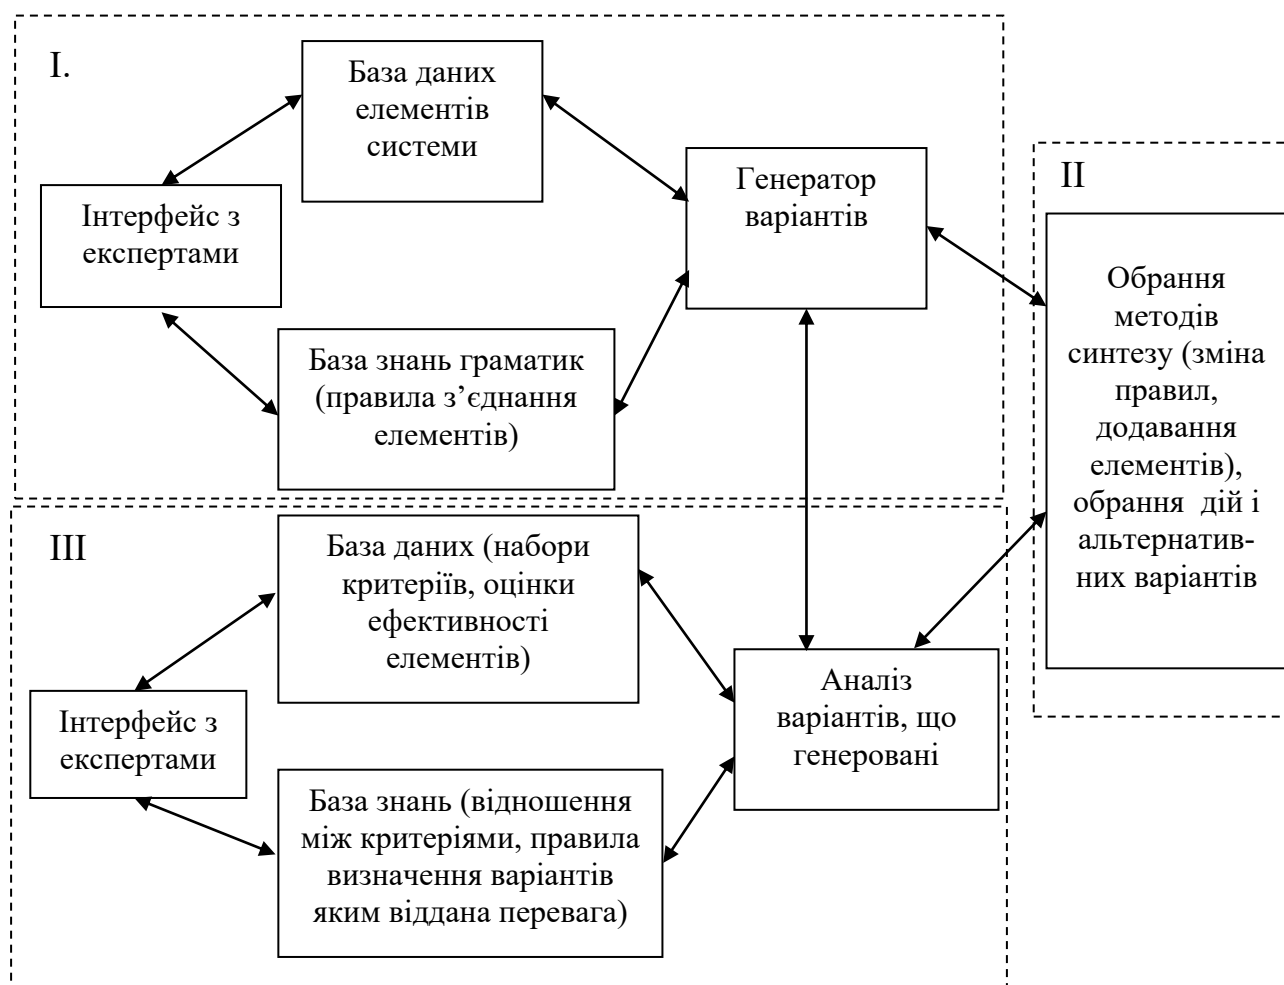 I.
База даних
елементів
системи
Інтерфейс з
експертами
Генератор
варіантів
База знань граматик
(правила з’єднання
елементів)
II
Обрання
методів
синтезу (зміна
правил,
додавання
елементів),
обрання дій і
альтернатив-
них варіантів
III
База даних (набори
критеріїв, оцінки
ефективності
елементів)
Інтерфейс з
експертами
Аналіз
варіантів, що
генеровані
База знань (відношення
між критеріями, правила
визначення варіантів
яким віддана перевага)